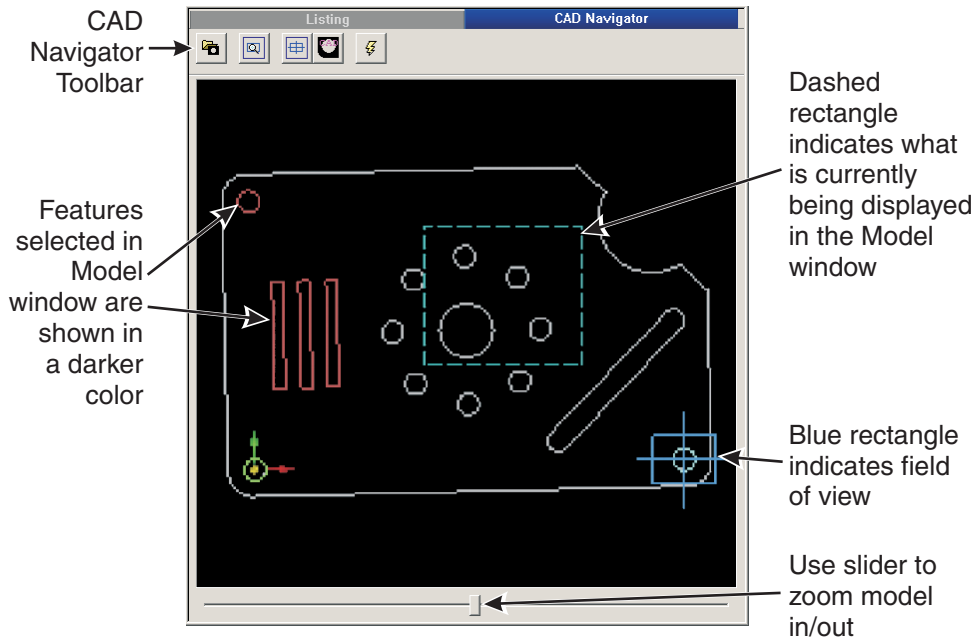 Listing
CAD Navigator
CAD
Navigator
Toolbar
Dashed
rectangle
indicates what
is currently
being displayed
in the Model
window
Features
selected in
Model
window are
shown in
a darker
color
Blue rectangle
indicates field
of view
Use slider to
zoom model
in/out